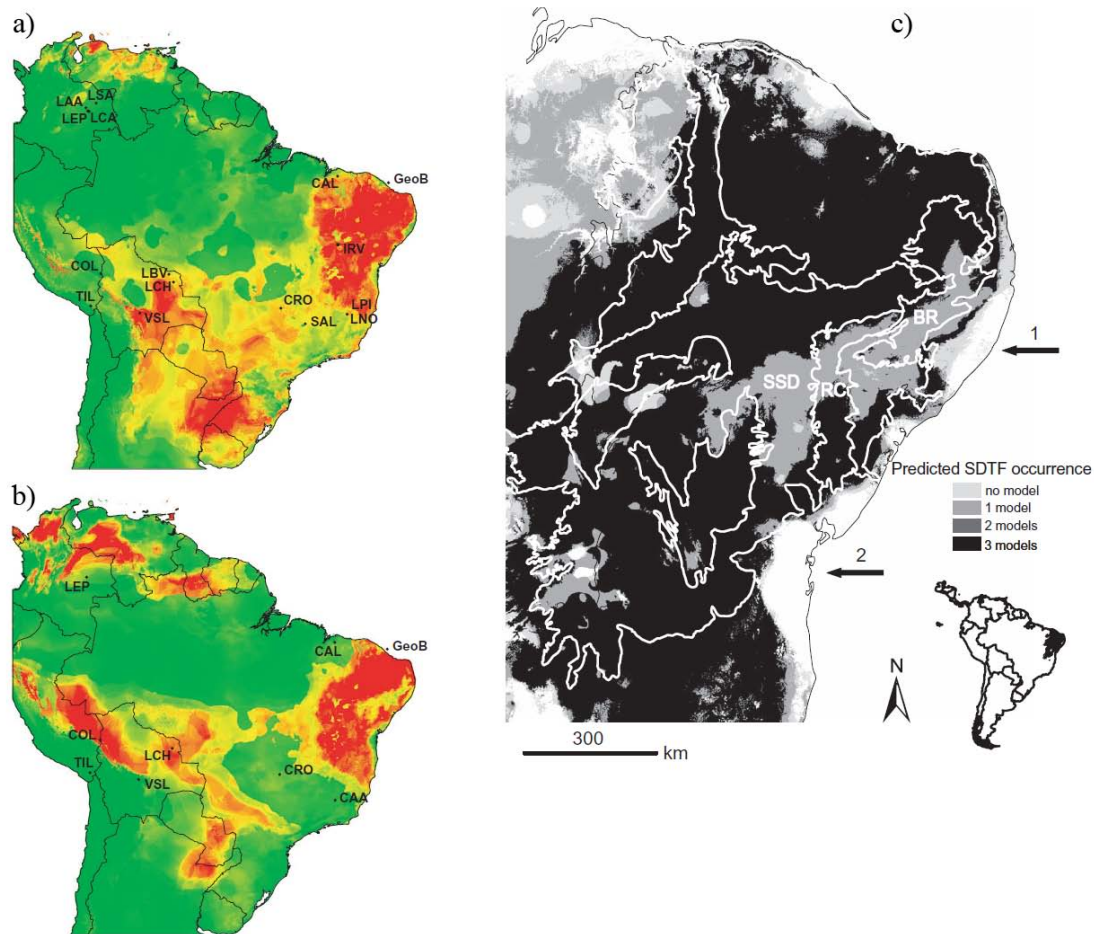 a)
LAA LSA
LEP LCA
CAL GeoB
IRV
COL LBV
LCH
TIL VSL CRO LPI
SAL LNO
b)
LEP
CAL GeoB
COL LCH
TIL VSL CRO
CAA
c)
BR
1
SSD RC
Predicted SDTF occurrence
no model
1 model
2 models
3 models
2
N
300
km